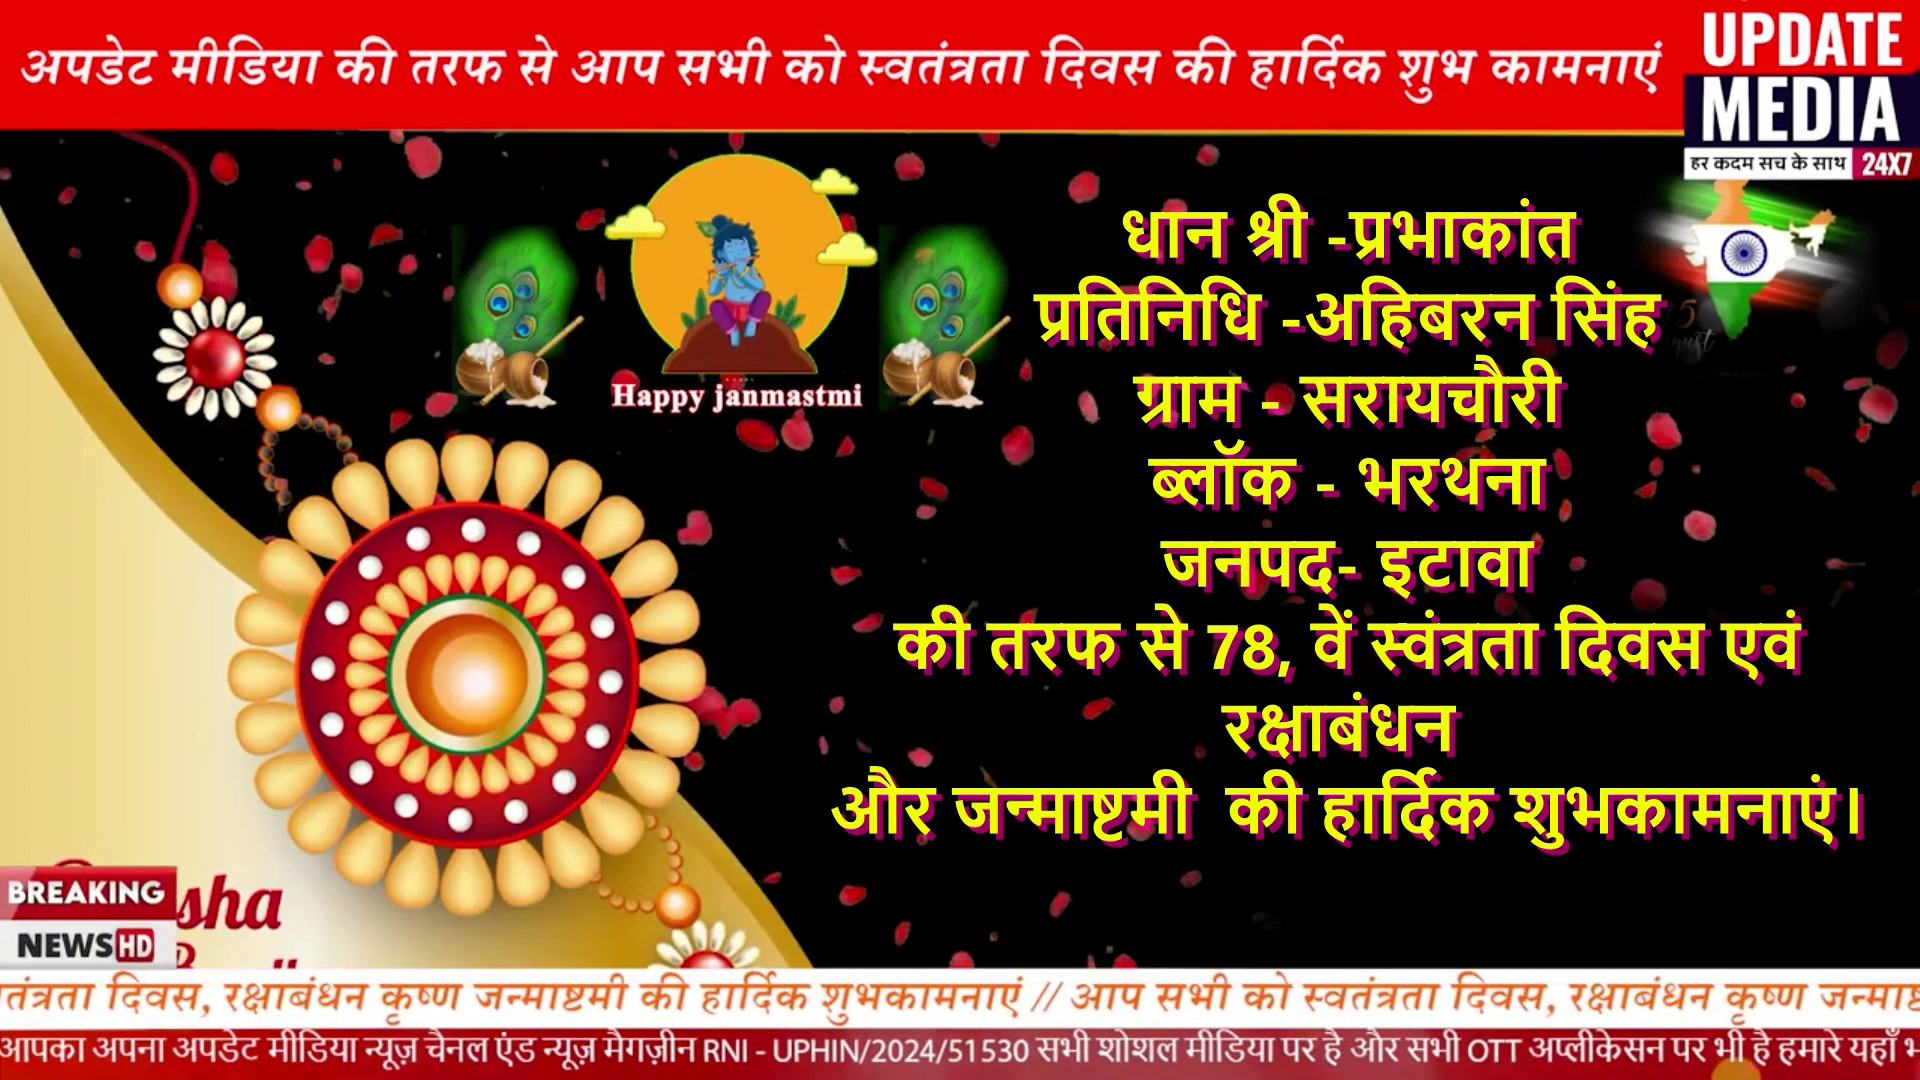 अपडेट मीडिया की तरफ से आप सभी को स्वतंत्रता दिवस की हार्दिक शुभ कामनाएं
UPDATE
MEDIA
हर कदम सच के साथ 24X7
धान श्री -प्रभाकांत
प्रतिनिधि -अहिबरन सिंह
ग्राम - सरायचौरी
ब्लॉक - भरथना
जनपद- इटावा
की तरफ से 78, वें स्वंत्रता दिवस एवं
रक्षाबंधन
और जन्माष्टमी की हार्दिक शुभकामनाएं।
Happy janmastmi
BREAKING
NEWS HD
sha
तंत्रता दिवस, रक्षाबंधन कृष्ण जन्माष्टमी की हार्दिक शुभकामनाएं // आप सभी को स्वतंत्रता दिवस, रक्षाबंधन कृष्ण जन्माष्ट
आपका अपना अपडेट मीडिया न्यूज़ चैनल एंड न्यूज़ मैगज़ीन RNI - UPHIN/2024/51530 सभी शोशल मीडिया पर है और सभी OTT अप्लीकेसन पर भी है हमारे यहाँ